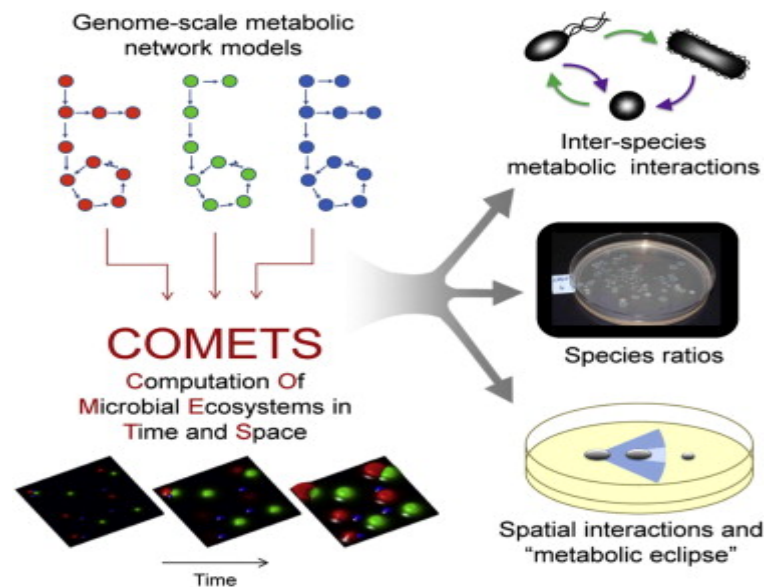 Genome-scale metabolic
network models
COMETS
Computation Of
Microbial Ecosystems in
Time and Space
Time
Inter-species
metabolic interactions
Species ratios
Spatial interactions and
“metabolic eclipse”